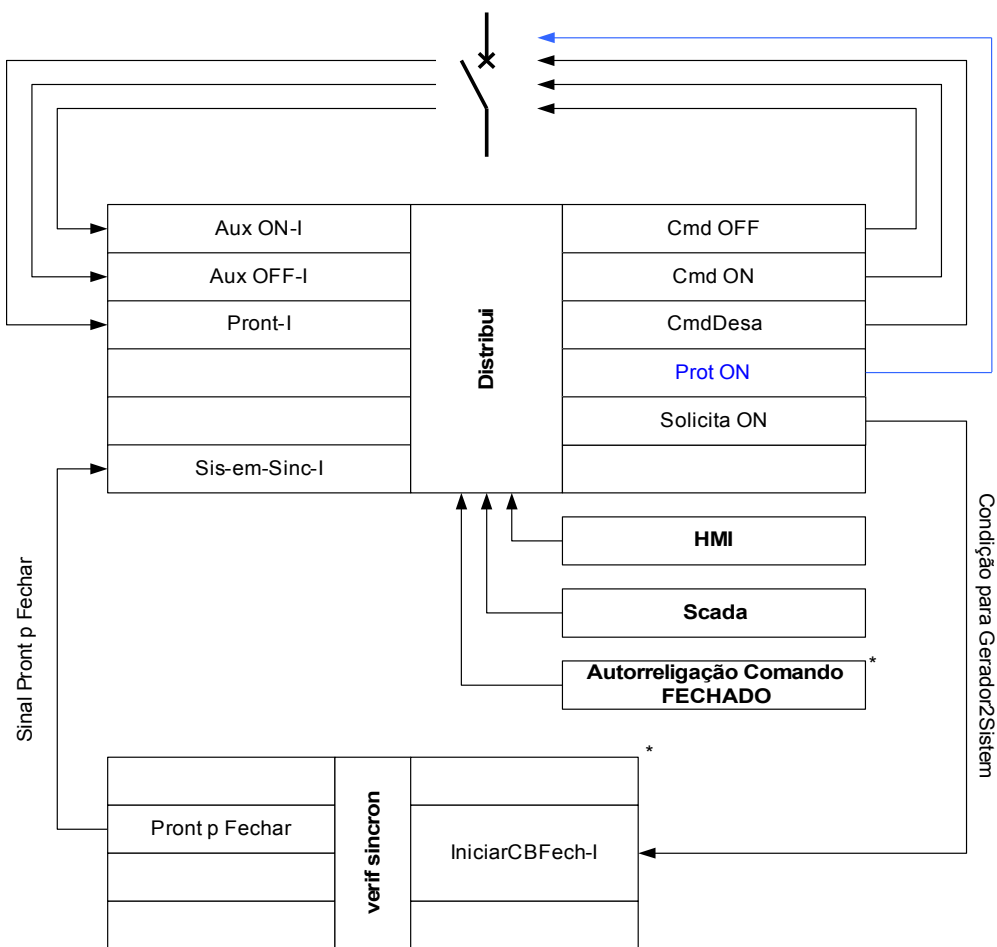 Aux ON-I
Cmd OFF
Aux OFF-I
Cmd ON
Pront-I
CmdDesa
Distribui
Prot ON
Solicita ON
Sis-em-Sinc-I
HMI
Scada
Autorreligação Comando
FECHADO
*
Sinal Pront p Fechar
Condição para Gerador2Sistem
*
Pront p Fechar
verif sincron
IniciarCBFech-I